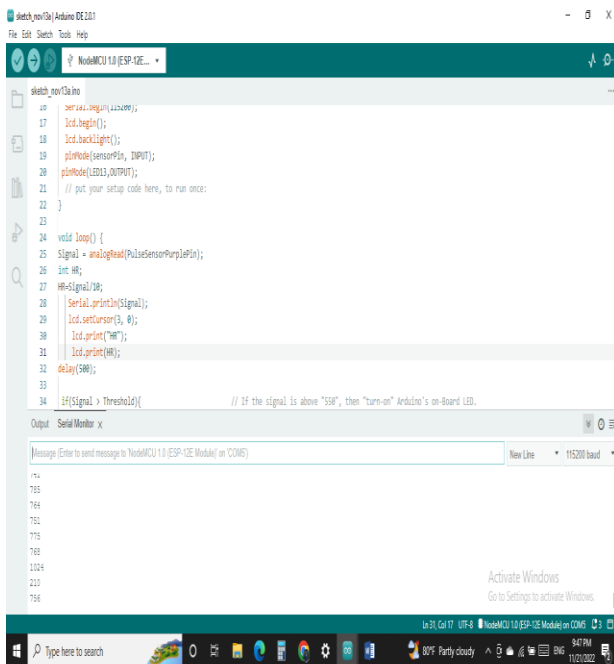 sketch_nov13a | Arduino IDE 2.0.1
File Edit Sketch Tools Help
NodeMCU 1.0 (ESP-12E...
sketch_nov13a.ino
16 Serial.begin(115200);
17 lcd.begin();
18 lcd.backlight();
19 pinMode(sensorPin, INPUT);
20 pinMode(LED13,OUTPUT);
21 // put your setup code here, to run once:
22 }
23
24 void loop() {
25 Signal = analogRead(PulseSensorPurplePin);
26 int HR;
27 HR=Signal/10;
28 Serial.println(Signal);
29 lcd.setCursor(3, 0);
30 lcd.print("HR");
31 lcd.print(HR);
32 delay(500);
33
34 if(Signal > Threshold){ // If the signal is above "550", then "turn-on" Arduino's on-Board LED.
Output Serial Monitor x
Message (Enter to send message to 'NodeMCU 1.0 (ESP-12E Module)' on 'COM5')
New Line 115200 baud
785
764
751
775
763
1024
210
756
Activate Windows
Go to Settings to activate Windows.
Ln 31, Col 17 UTF-8 NodeMCU 1.0 (ESP-12E Module) on COM5 3
Type here to search
80°F Partly cloudy ENG 9:47 PM
11/21/2022